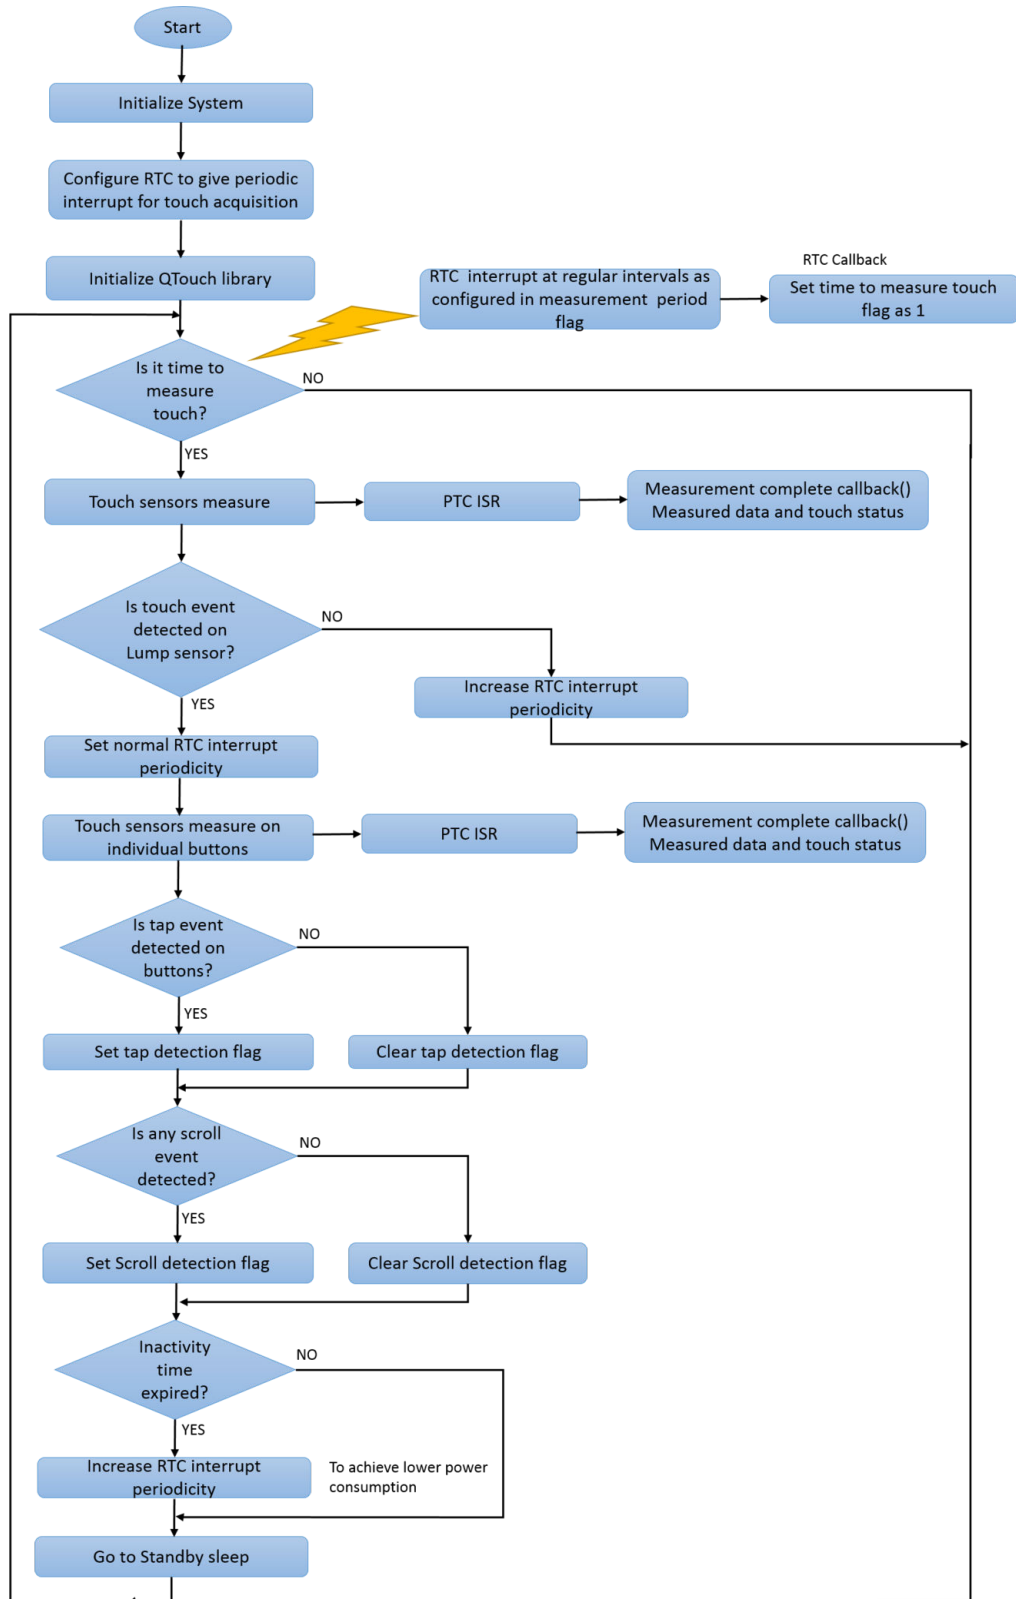 Start
Initialize System
Configure RTC to give periodic
interrupt for touch acquisition
Initialize QTouch library
RTC interrupt at regular intervals as
configured in measurement period
flag
RTC Callback
Set time to measure touch
flag as 1
Is it time to
measure
touch?
NO
YES
Touch sensors measure
PTC ISR
Measurement complete callback()
Measured data and touch status
Is touch event
detected on
Lump sensor?
NO
YES
Increase RTC interrupt
periodicity
Set normal RTC interrupt
periodicity
Touch sensors measure on
individual buttons
PTC ISR
Measurement complete callback()
Measured data and touch status
Is tap event
detected on
buttons?
NO
YES
Set tap detection flag
Clear tap detection flag
Is any scroll
event
detected?
NO
YES
Set Scroll detection flag
Clear Scroll detection flag
Inactivity
time
expired?
NO
YES
Increase RTC interrupt
periodicity
To achieve lower power
consumption
Go to Standby sleep